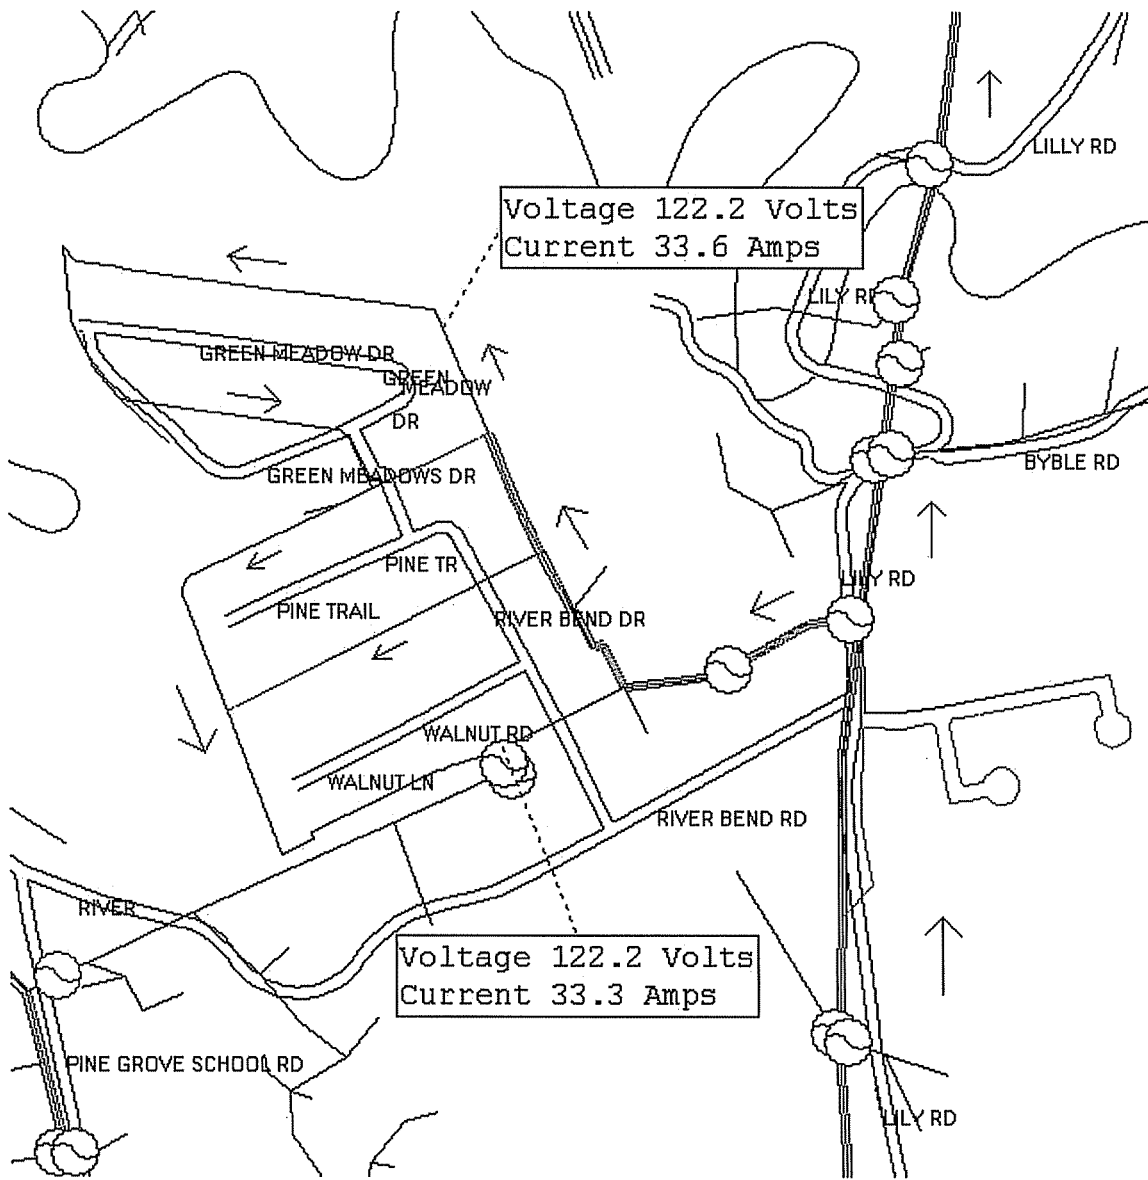 LILLY RD
Voltage 122.2 Volts
Current 33.6 Amps
LILY RD
GREEN MEADOW DR
GREEN
MEADOW
DR
BYBLE RD
GREEN MEADOWS DR
PINE TR
LILY RD
PINE TRAIL
RIVER BEND DR
WALNUT RD
WALNUT LN
RIVER BEND RD
RIVER
Voltage 122.2 Volts
Current 33.3 Amps
PINE GROVE SCHOOL RD
LILY RD